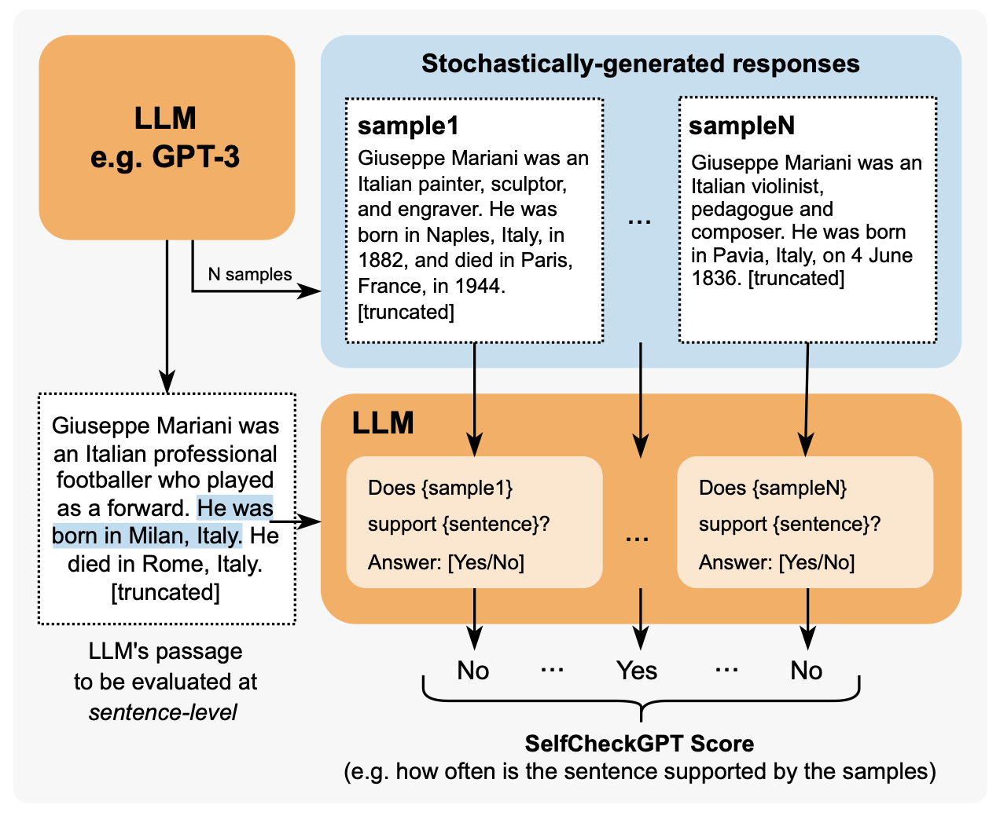 LLM
e.g. GPT-3
Stochastically-generated responses
sample1
Giuseppe Mariani was an
Italian painter, sculptor,
and engraver. He was
born in Naples, Italy, in
1882, and died in Paris,
France, in 1944.
[truncated]
...
sampleN
Giuseppe Mariani was an
Italian violinist,
pedagogue and
composer. He was born
in Pavia, Italy, on 4 June
1836. [truncated]
N samples
Giuseppe Mariani was
an Italian professional
footballer who played
as a forward. He was
born in Milan, Italy. He
died in Rome, Italy.
[truncated]
LLM's passage
to be evaluated at
sentence-level
LLM
Does {sample1}
support {sentence}?
Answer: [Yes/No]
...
Does {sampleN}
support {sentence}?
Answer: [Yes/No]
No ... Yes ... No
SelfCheckGPT Score
(e.g. how often is the sentence supported by the samples)